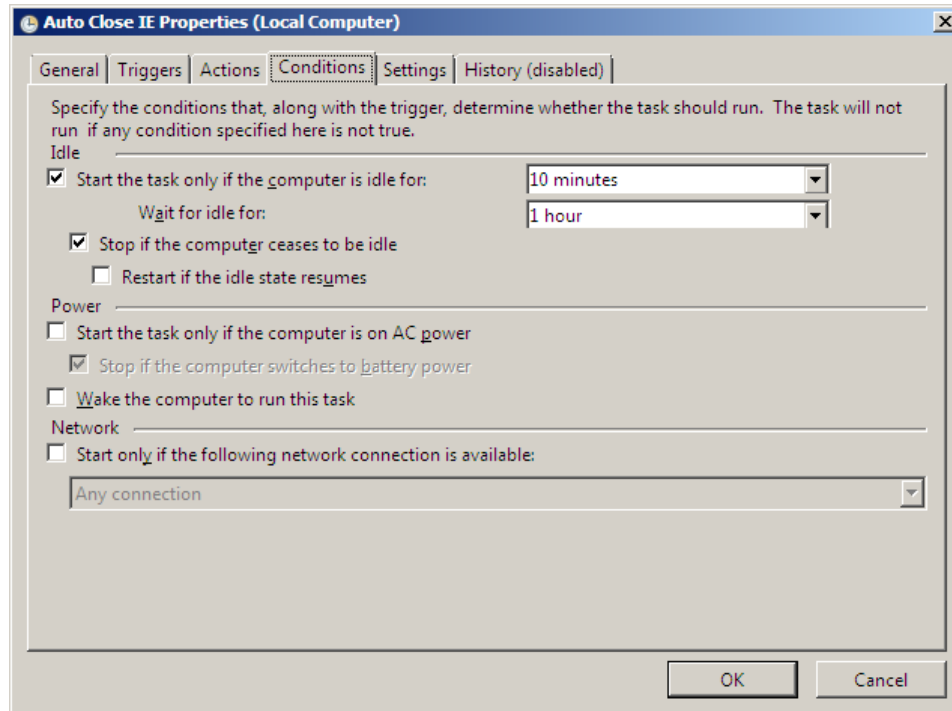 Auto Close IE Properties (Local Computer)
General Triggers Actions Conditions Settings History (disabled)
Specify the conditions that, along with the trigger, determine whether the task should run.  The task will not
run  if any condition specified here is not true.
Idle
Start the task only if the computer is idle for: 10 minutes
Wait for idle for: 1 hour
Stop if the computer ceases to be idle
Restart if the idle state resumes
Power
Start the task only if the computer is on AC power
Stop if the computer switches to battery power
Wake the computer to run this task
Network
Start only if the following network connection is available:
Any connection
OK Cancel